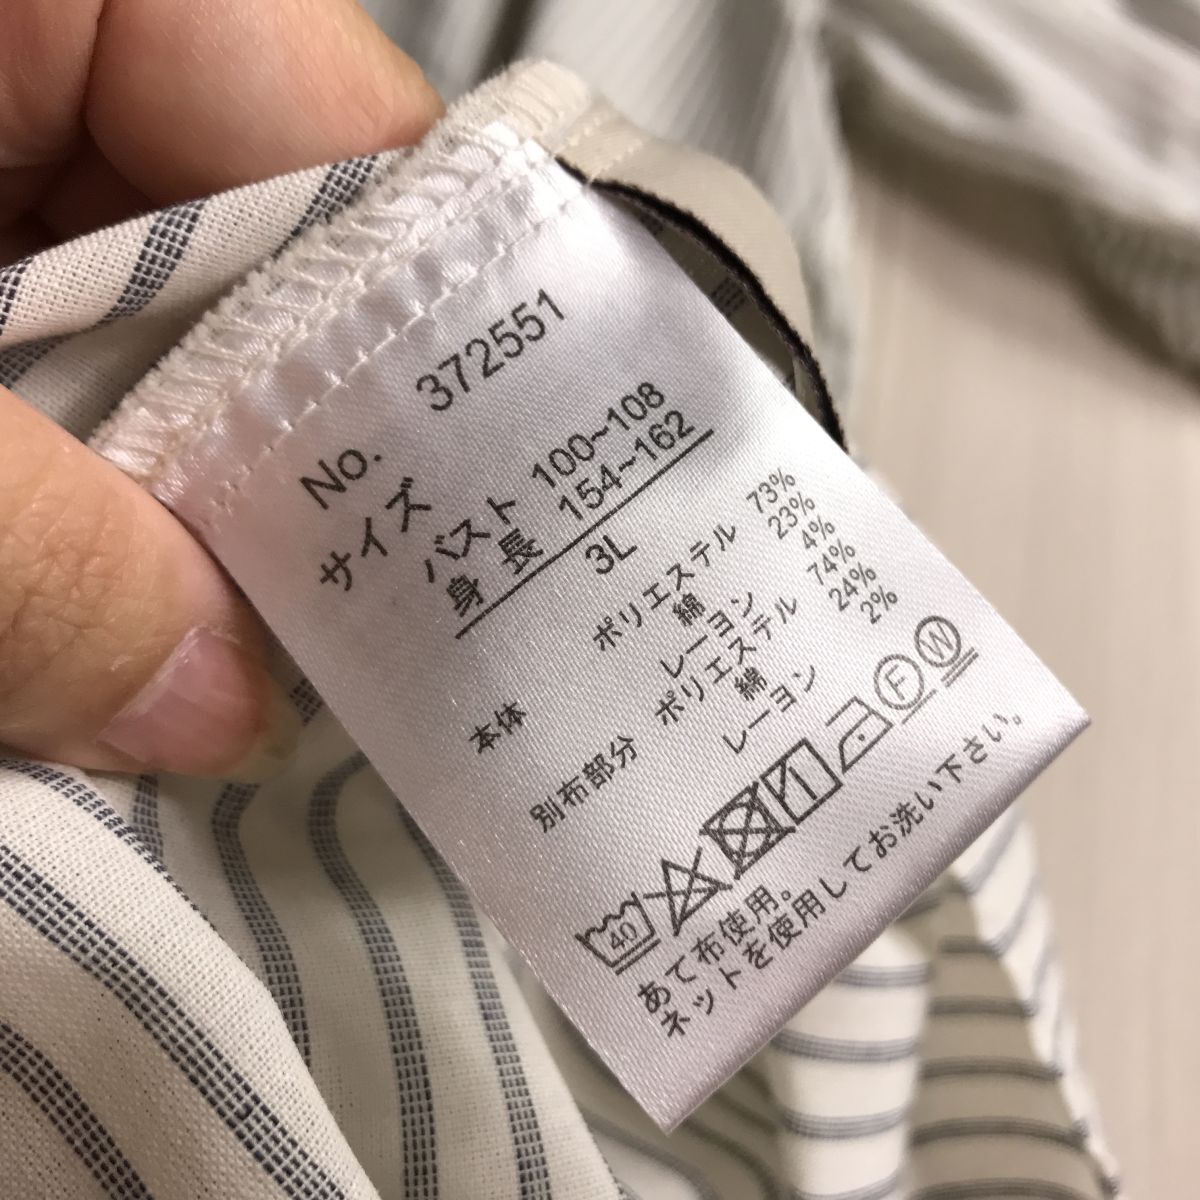 No. 372551
サイズ
バスト 100~108
身長 154~162
3L
本体 ポリエステル 73%
綿 23%
レーヨン 4%
別布部分 ポリエステル 74%
綿 24%
レーヨン 2%
40 F W
あて布使用。
ネットを使用してお洗い下さい。